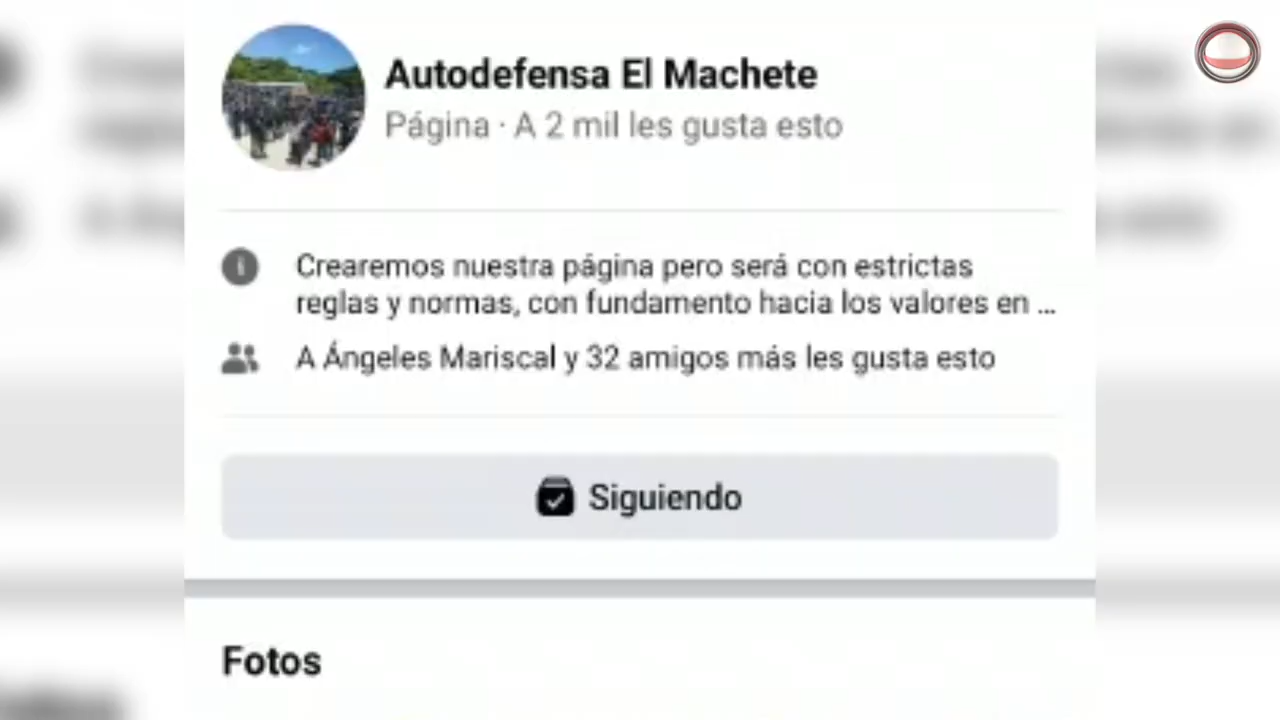 Autodefensa El Machete
Página · A 2 mil les gusta esto
Crearemos nuestra página pero será con estrictas
reglas y normas, con fundamento hacia los valores en ...
A Ángeles Mariscal y 32 amigos más les gusta esto
Siguiendo
Fotos